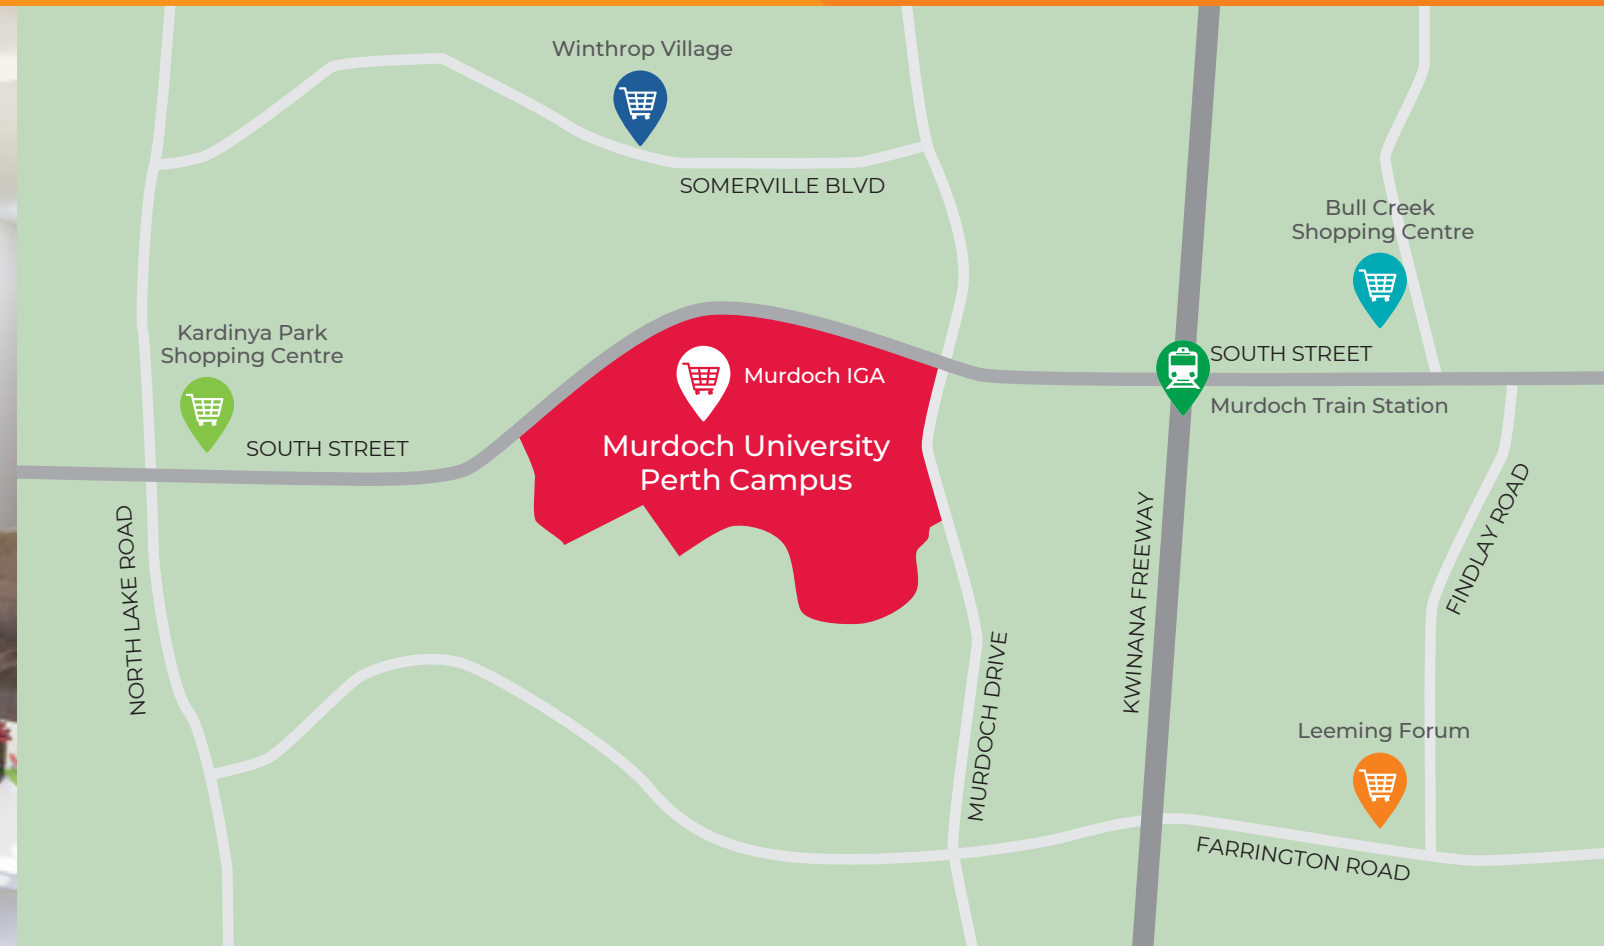 Winthrop Village
SOMERVILLE BLVD
Bull Creek
Shopping Centre
Kardinya Park
Shopping Centre
SOUTH STREET
Murdoch IGA
SOUTH STREET
Murdoch Train Station
Murdoch University
Perth Campus
NORTH LAKE ROAD
KWINANA FREEWAY
FINDLAY ROAD
MURDOCH DRIVE
Leeming Forum
FARRINGTON ROAD